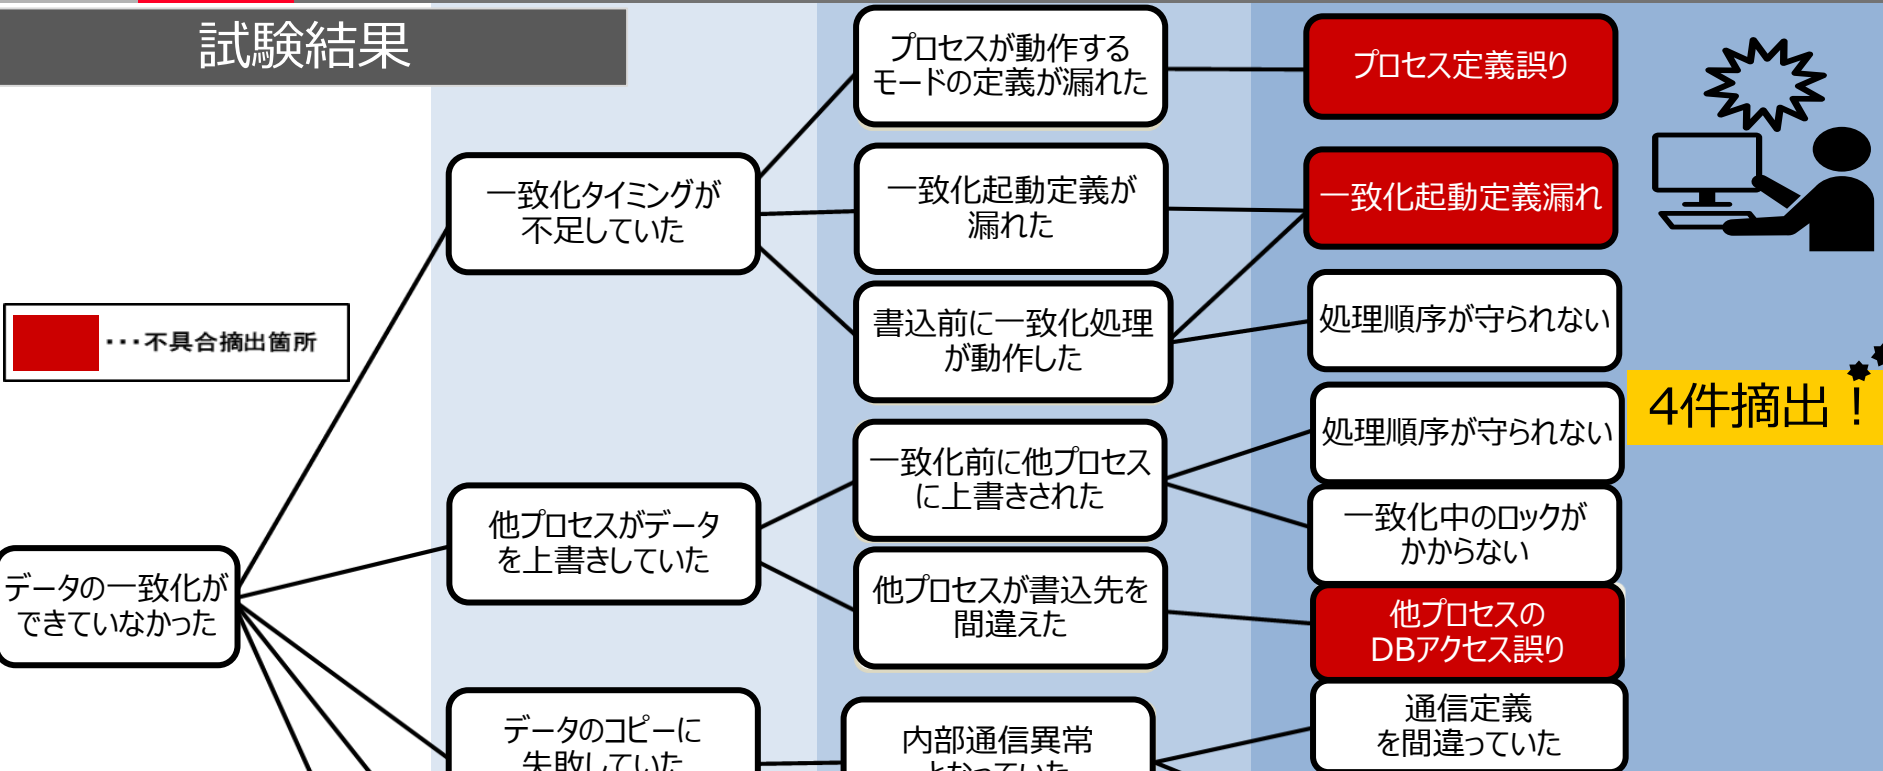 試験結果
プロセスが動作する
モードの定義が漏れた
プロセス定義誤り
一致化タイミングが
不足していた
一致化起動定義が
漏れた
一致化起動定義漏れ
書込前に一致化処理
が動作した
処理順序が守られない
・・・不具合摘出箇所
4件摘出！
処理順序が守られない
一致化前に他プロセス
に上書きされた
一致化中のロックが
かからない
他プロセスがデータ
を上書きしていた
他プロセスが書込先を
間違えた
他プロセスの
DBアクセス誤り
データの一致化が
できていなかった
データのコピーに
失敗していた
内部通信異常
となっていた
通信定義
を間違っていた